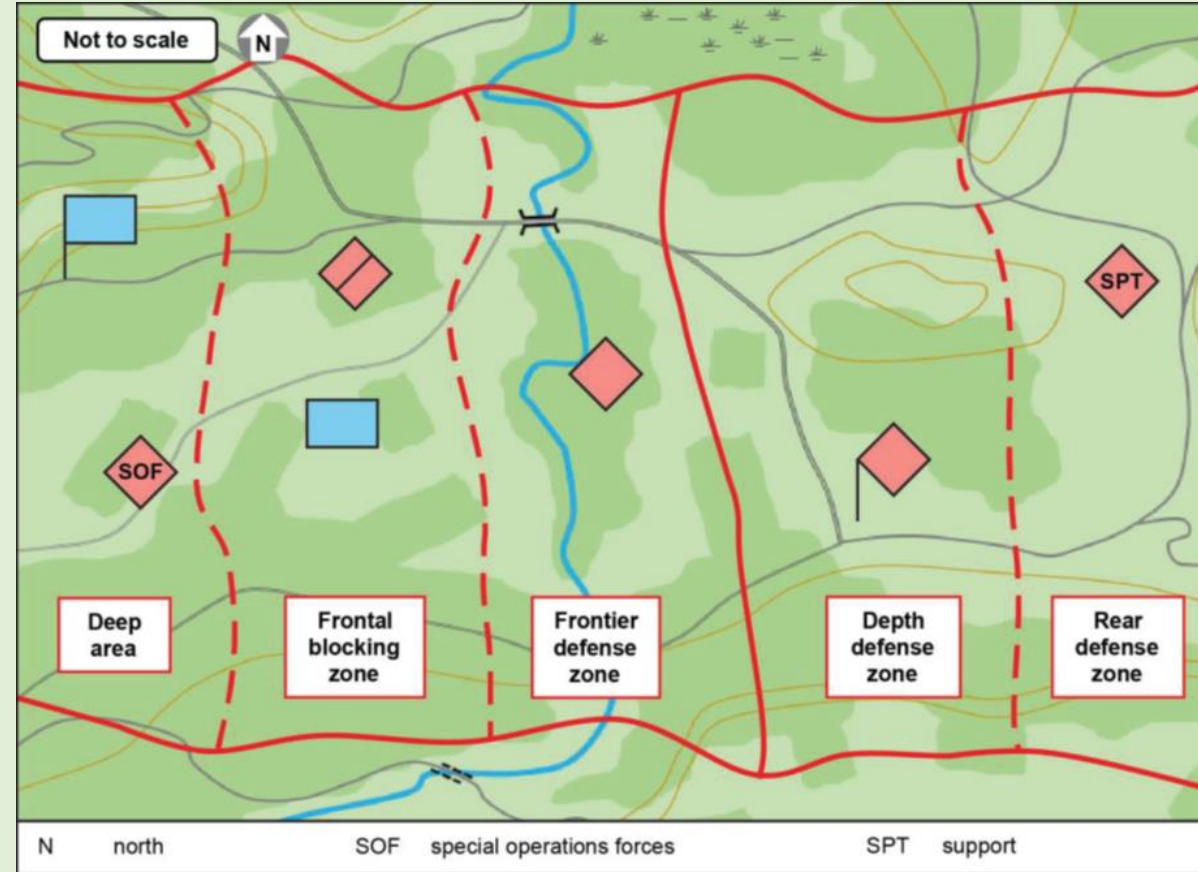 Not to scale
N
SPT
SOF
Deep
area
Frontal
blocking
zone
Frontier
defense
zone
Depth
defense
zone
Rear
defense
zone
N north SOF special operations forces SPT support